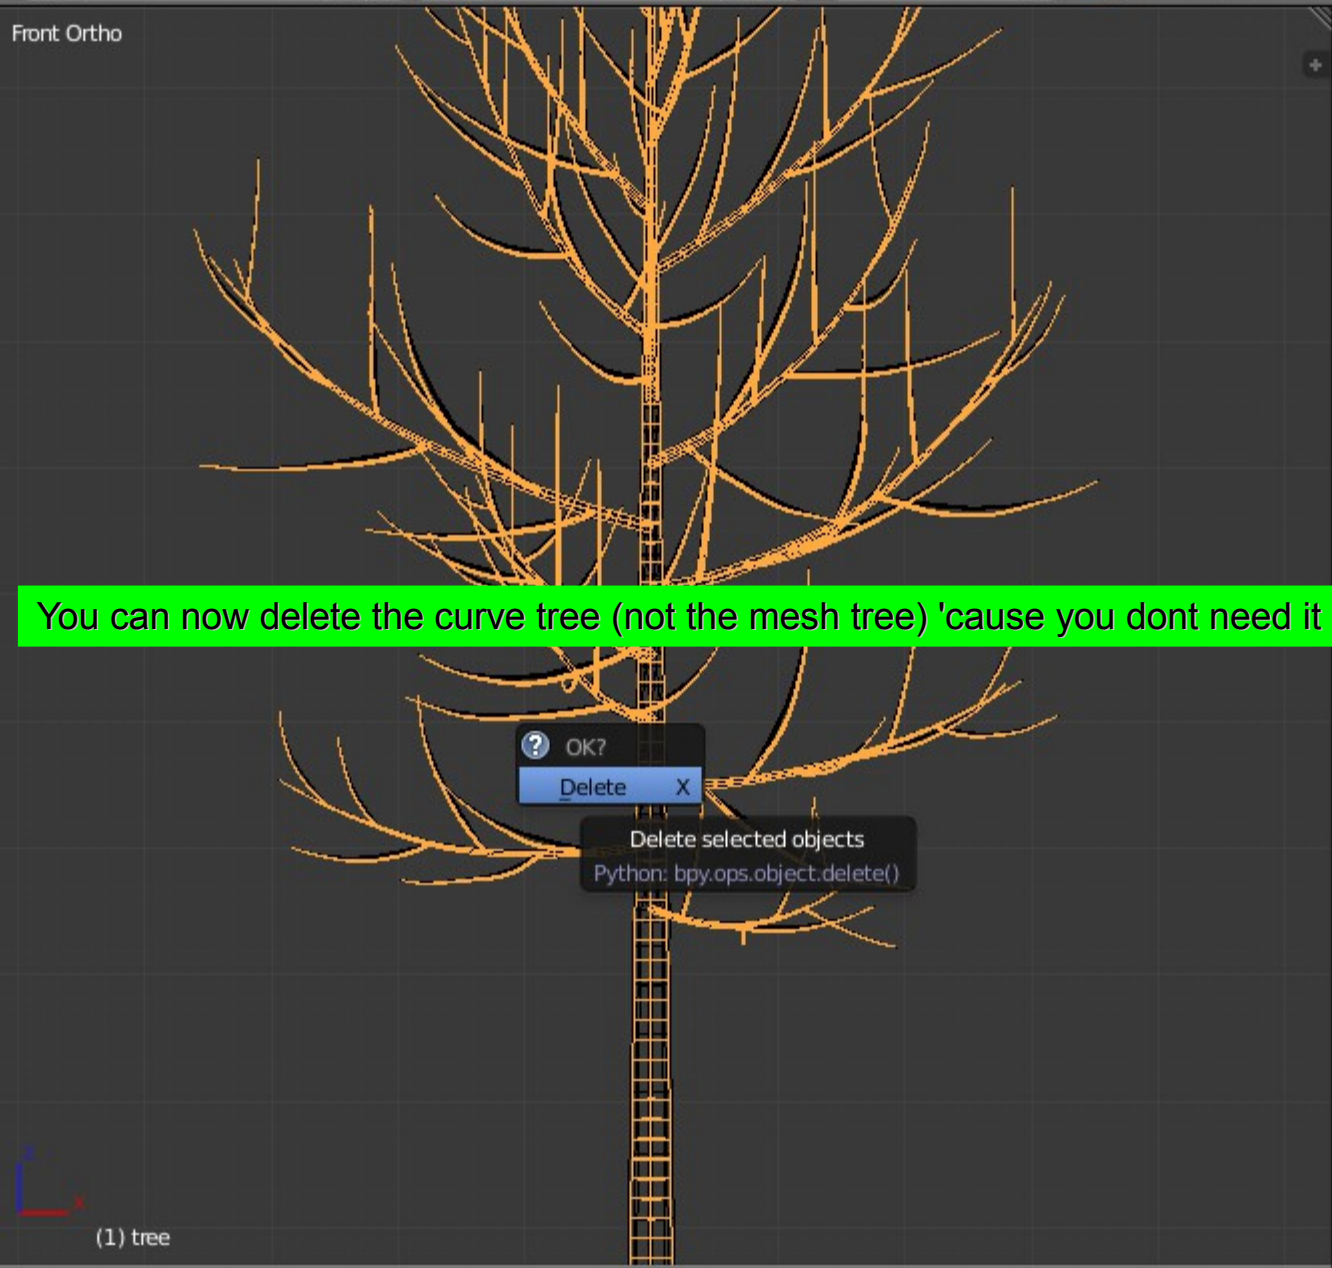 Front Ortho
You can now delete the curve tree (not the mesh tree) 'cause you dont need it
OK?
Delete X
Delete selected objects
Python: bpy.ops.object.delete()
z
x
(1) tree